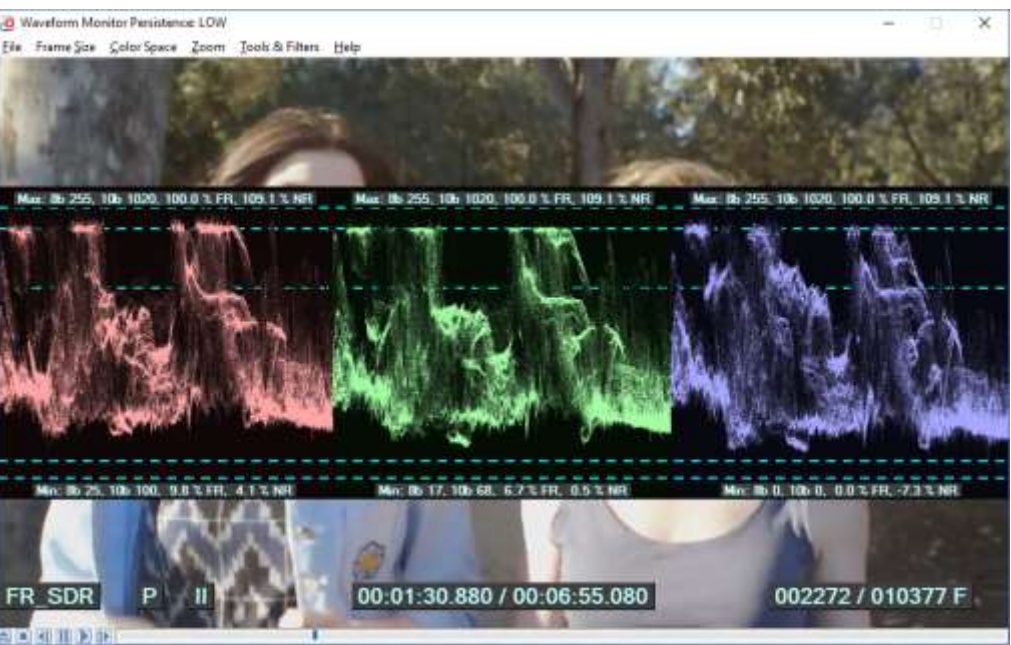 Waveform Monitor Persistence: LOW
File Frame Size Color Space Zoom Tools & Filters Help
Max: 8b 255, 10b 1020, 100.0 % FR, 109.1 % NR Max: 8b 255, 10b 1020, 100.0 % FR, 109.1 % NR Max: 8b 255, 10b 1020, 100.0 % FR, 109.1 % NR
Min: 8b 25, 10b 100, 9.8 % FR, 4.1 % NR Min: 8b 17, 10b 68, 6.7 % FR, 0.5 % NR Min: 8b 0, 10b 0, 0.0 % FR, -7.3 % NR
FR_SDR P II 00:01:30.880 / 00:06:55.080 002272 / 010377 F